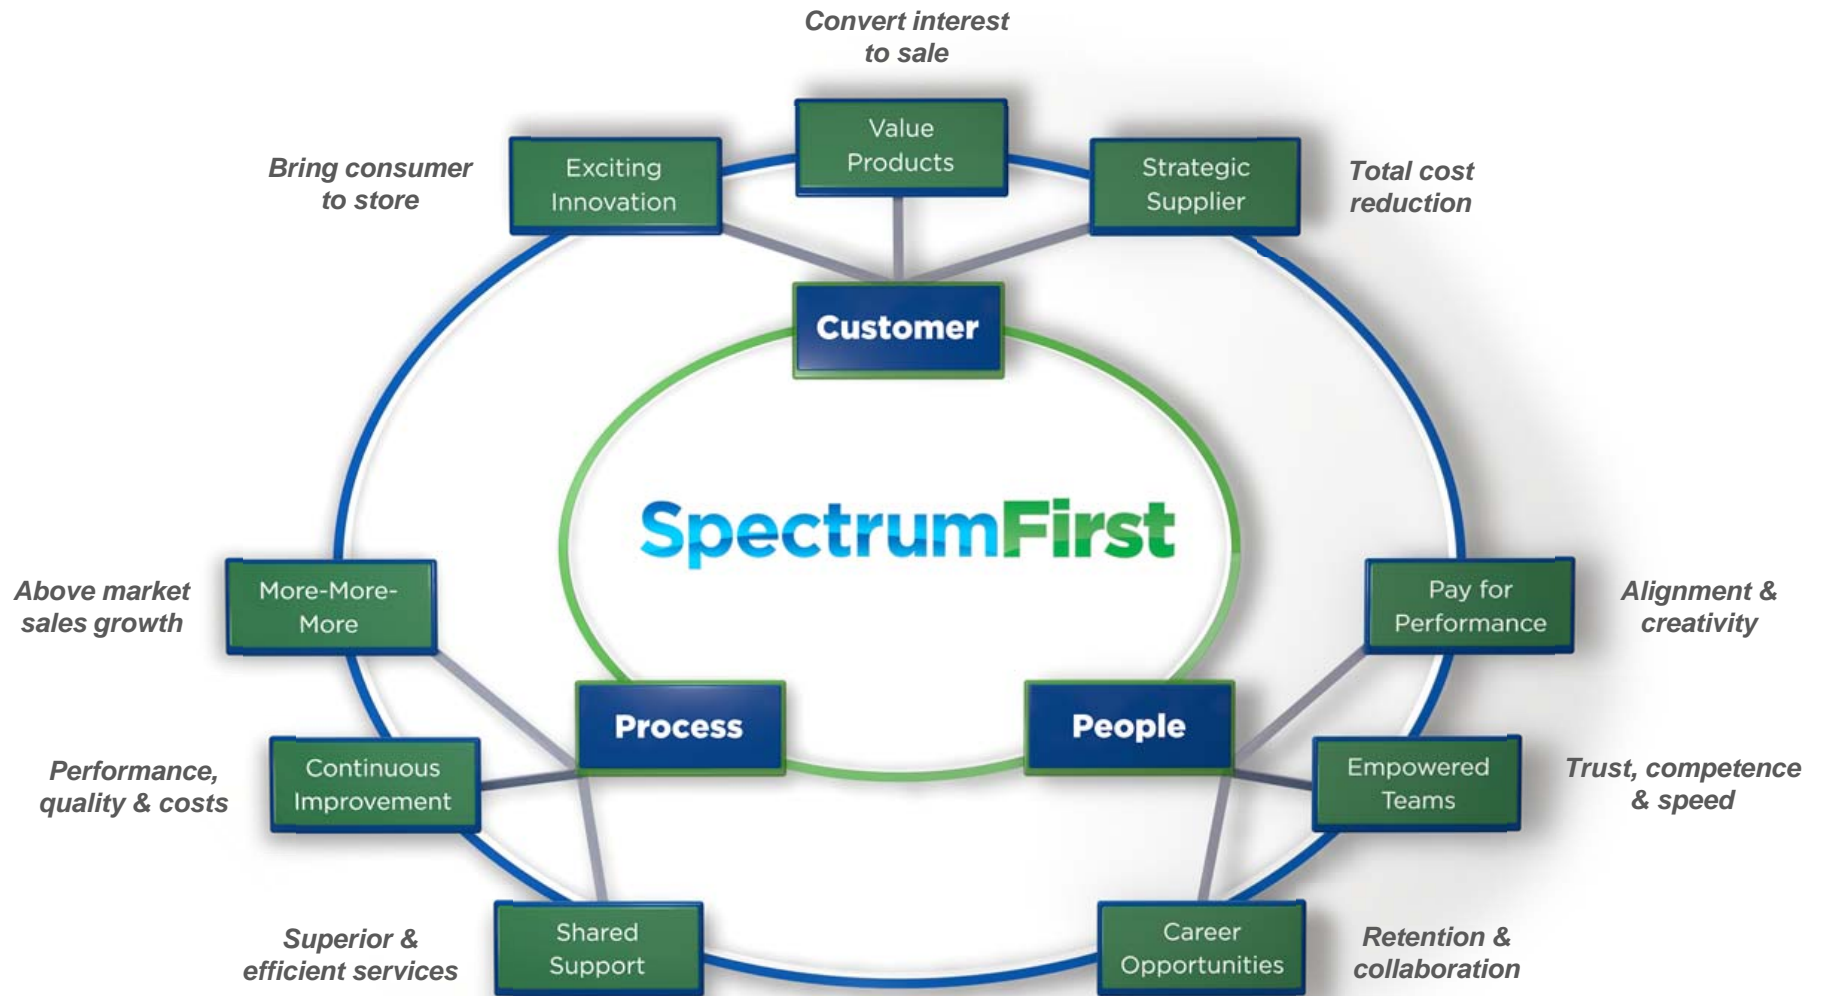 Convert interest
to sale
Value
Products
Exciting
Innovation
Strategic
Supplier
Bring consumer
to store
Total cost
reduction
Customer
SpectrumFirst
Above market
sales growth
More-More-
More
Pay for
Performance
Alignment &
creativity
Process
People
Performance,
quality & costs
Continuous
Improvement
Empowered
Teams
Trust, competence
& speed
Superior &
efficient services
Shared
Support
Career
Opportunities
Retention &
collaboration